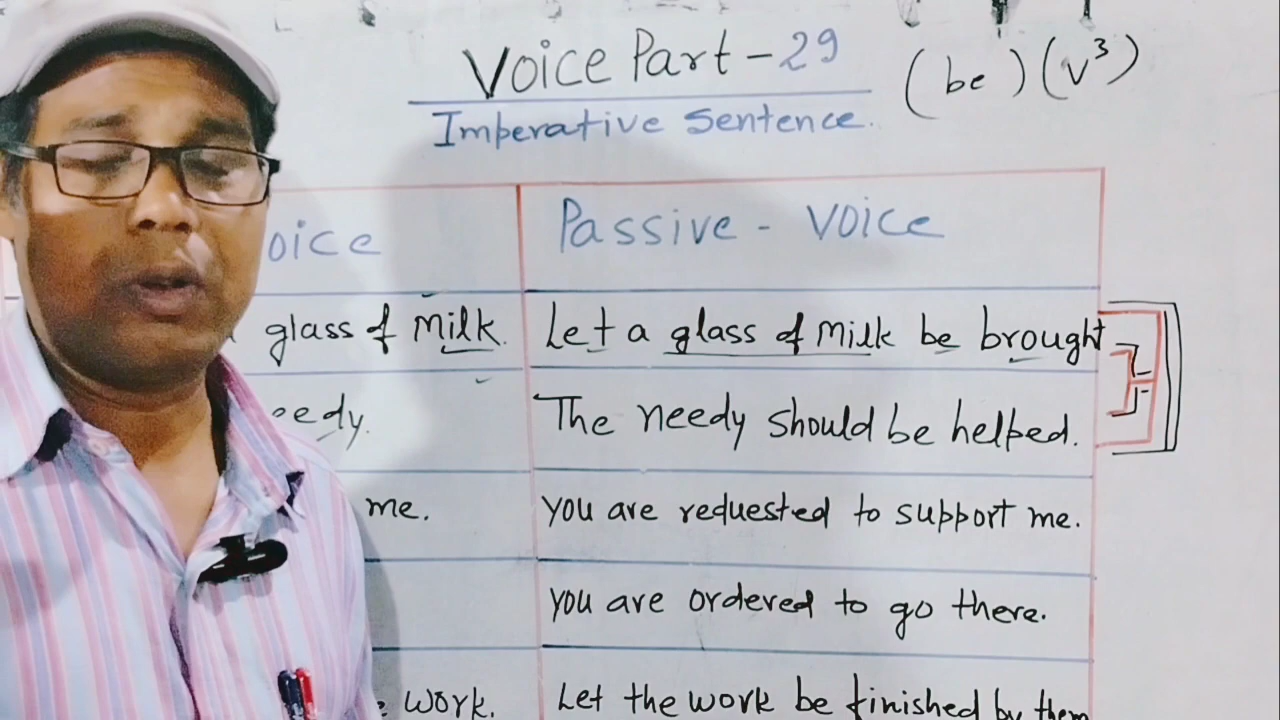 Voice Part - 29 (be) (v³)
Imperative Sentence.
oice Passive - Voice
glass of milk. Let a glass of milk be brought
eedy. The needy should be helped.
me. you are requested to support me.
you are ordered to go there.
work. Let the work be finished by them